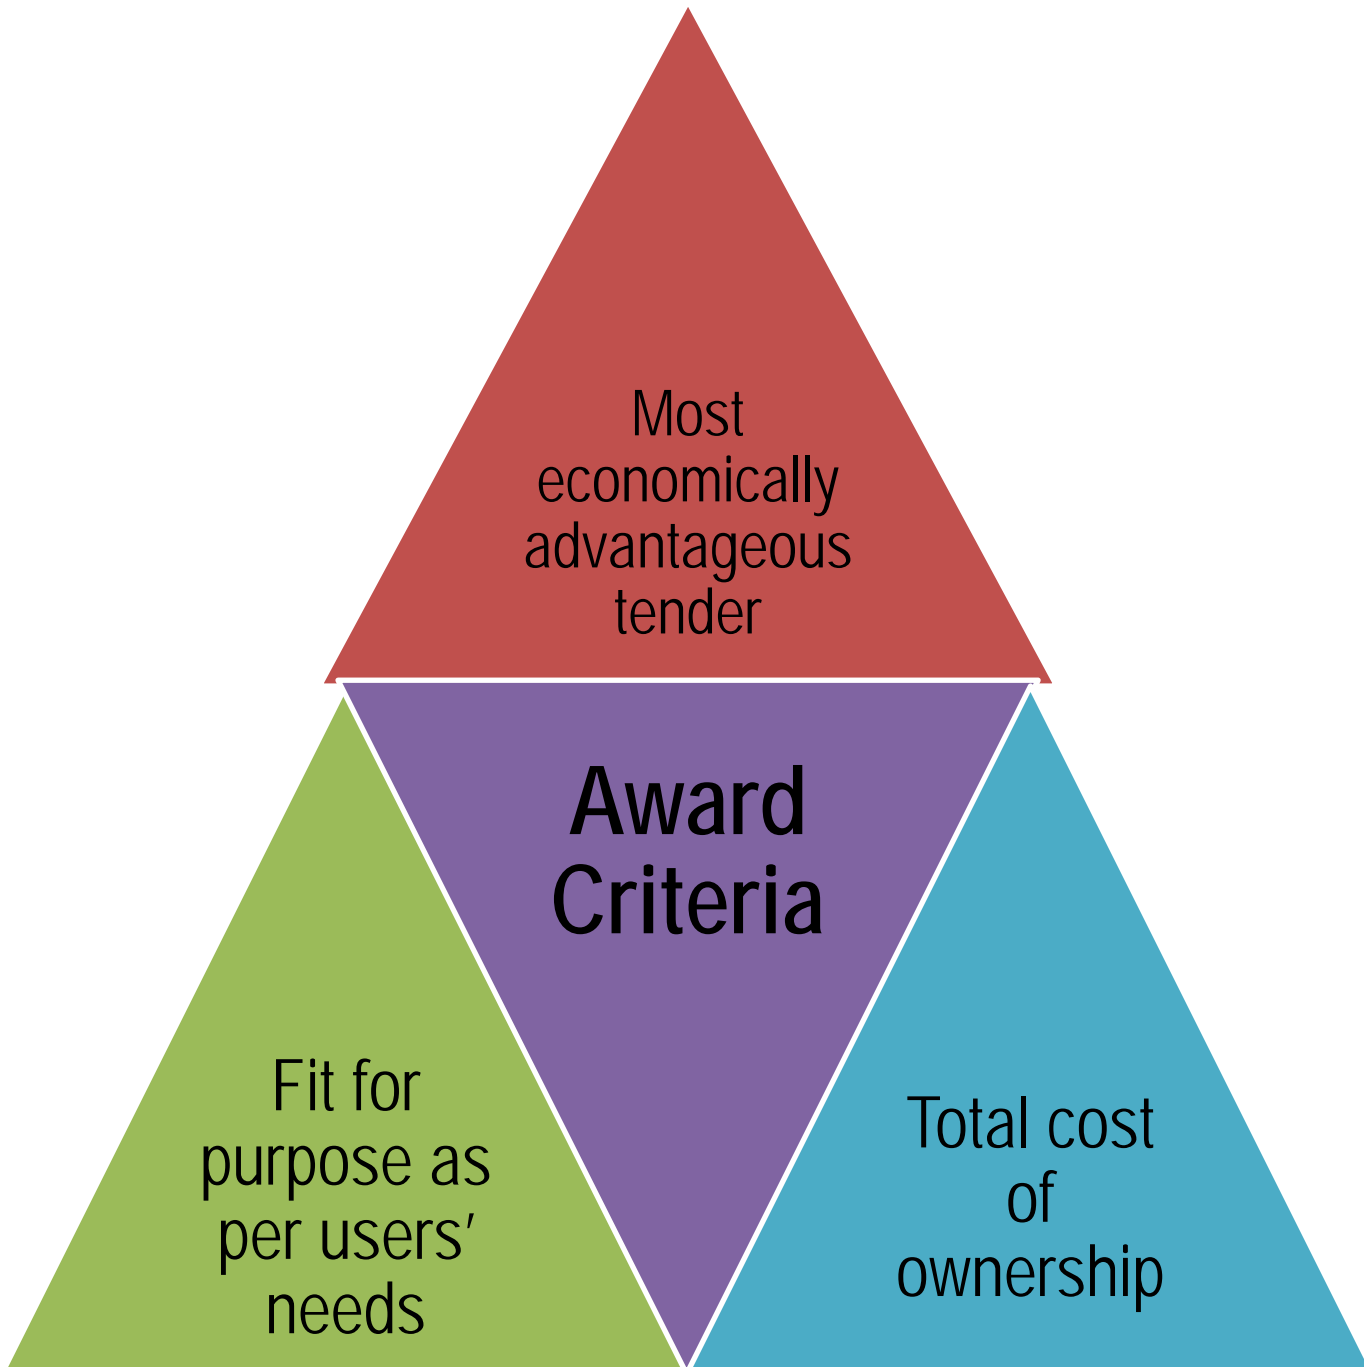 Most
economically
advantageous
tender
Award
Criteria
Fit for
purpose as
per users’
needs
Total cost
of
ownership